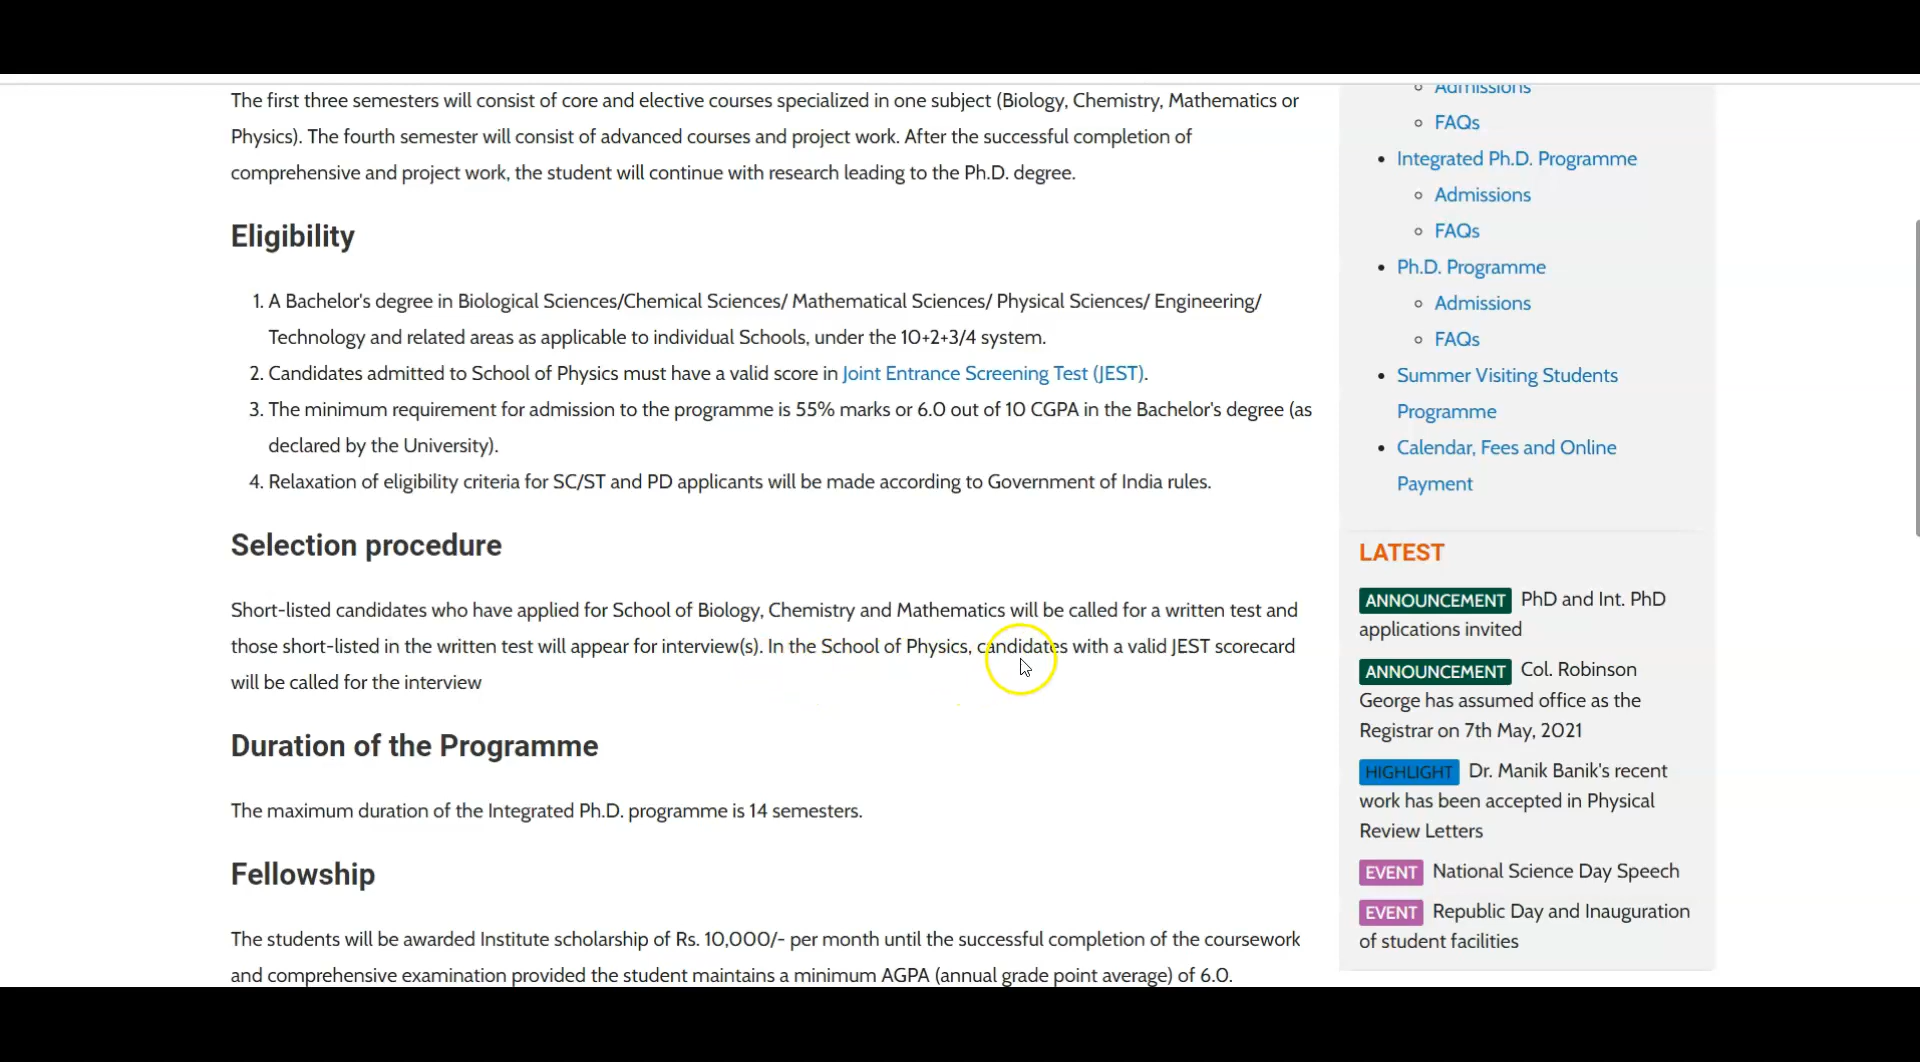 The first three semesters will consist of core and elective courses specialized in one subject (Biology, Chemistry, Mathematics or
Physics). The fourth semester will consist of advanced courses and project work. After the successful completion of
comprehensive and project work, the student will continue with research leading to the Ph.D. degree.
Eligibility
1. A Bachelor's degree in Biological Sciences/Chemical Sciences/ Mathematical Sciences/ Physical Sciences/ Engineering/
Technology and related areas as applicable to individual Schools, under the 10+2+3/4 system.
2. Candidates admitted to School of Physics must have a valid score in Joint Entrance Screening Test (JEST).
3. The minimum requirement for admission to the programme is 55% marks or 6.0 out of 10 CGPA in the Bachelor's degree (as
declared by the University).
4. Relaxation of eligibility criteria for SC/ST and PD applicants will be made according to Government of India rules.
Selection procedure
Short-listed candidates who have applied for School of Biology, Chemistry and Mathematics will be called for a written test and
those short-listed in the written test will appear for interview(s). In the School of Physics, candidates with a valid JEST scorecard
will be called for the interview
Duration of the Programme
The maximum duration of the Integrated Ph.D. programme is 14 semesters.
Fellowship
The students will be awarded Institute scholarship of Rs. 10,000/- per month until the successful completion of the coursework
and comprehensive examination provided the student maintains a minimum AGPA (annual grade point average) of 6.0.
Admissions
FAQs
Integrated Ph.D. Programme
Admissions
FAQs
Ph.D. Programme
Admissions
FAQs
Summer Visiting Students
Programme
Calendar, Fees and Online
Payment
LATEST
ANNOUNCEMENT PhD and Int. PhD
applications invited
ANNOUNCEMENT Col. Robinson
George has assumed office as the
Registrar on 7th May, 2021
HIGHLIGHT Dr. Manik Banik's recent
work has been accepted in Physical
Review Letters
EVENT National Science Day Speech
EVENT Republic Day and Inauguration
of student facilities